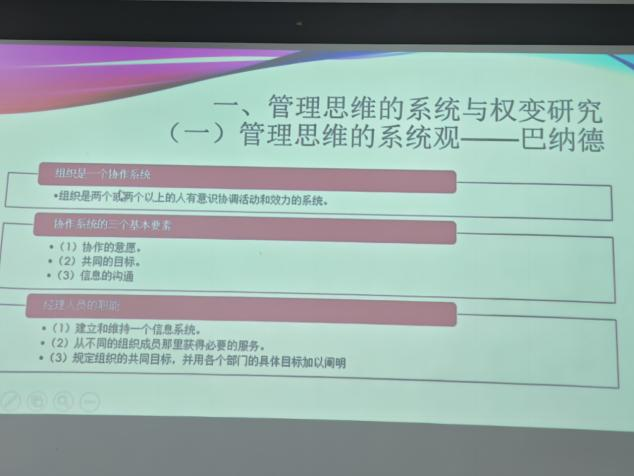 一、管理思维的系统与权变研究
（一）管理思维的系统观——巴纳德
组织是一个协作系统
•组织是两个或两个以上的人有意识协调活动和效力的系统。
协作系统的三个基本要素
•（1）协作的意愿。
•（2）共同的目标。
•（3）信息的沟通
经理人员的职能
•（1）建立和维持一个信息系统。
•（2）从不同的组织成员那里获得必要的服务。
•（3）规定组织的共同目标，并用各个部门的具体目标加以阐明